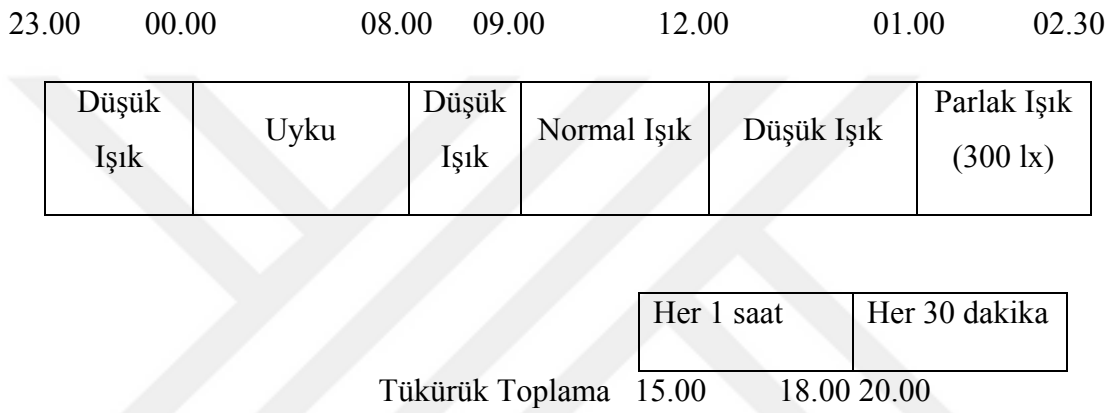 23.00 00.00 08.00 09.00 12.00 01.00 02.30
Düşük Işık
Uyku
Düşük Işık
Normal Işık
Düşük Işık
Parlak Işık
(300 lx)
Her 1 saat
Her 30 dakika
Tükürük Toplama 15.00 18.00 20.00